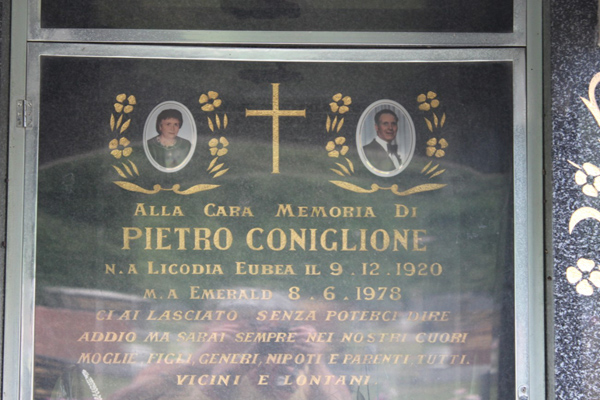 ALLA CARA MEMORIA DI
PIETRO CONIGLIONE
N. A LICODIA EUBEA IL 9.12.1920
M. A EMERALD 8.6.1978
CI AI LASCIATO SENZA POTERCI DIRE
ADDIO MA SARAI SEMPRE NEI NOSTRI CUORI
MOGLIE, FIGLI, GENERI, NIPOTI E PARENTI TUTTI.
VICINI E LONTANI.